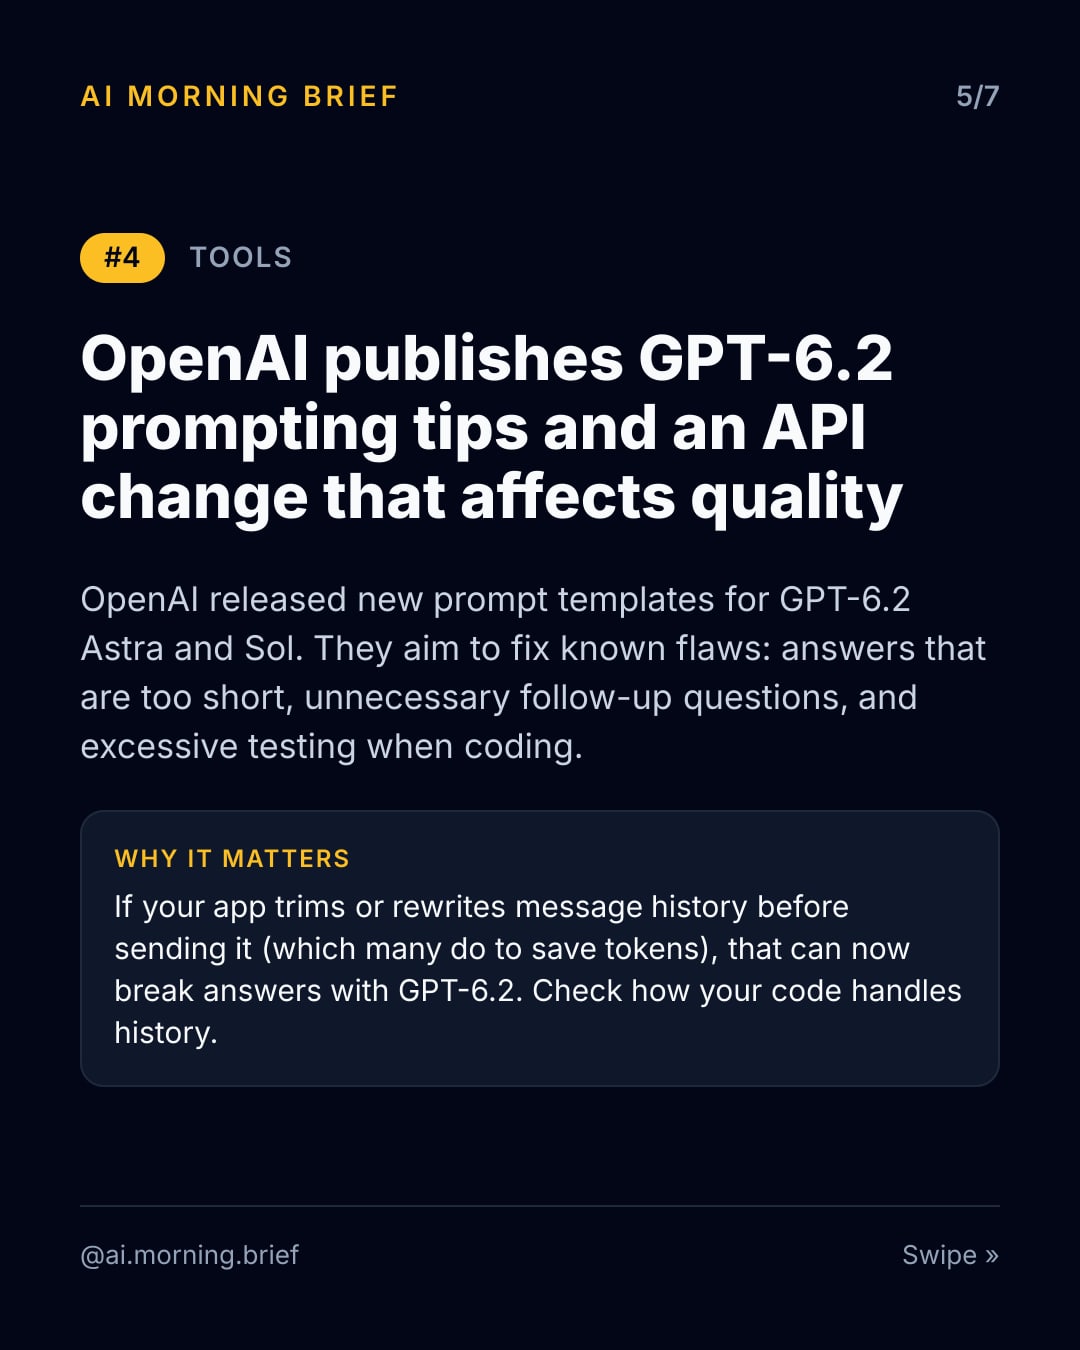 AI MORNING BRIEF
5/7
#4 TOOLS
OpenAI publishes GPT-6.2
prompting tips and an API
change that affects quality
OpenAI released new prompt templates for GPT-6.2
Astra and Sol. They aim to fix known flaws: answers that
are too short, unnecessary follow-up questions, and
excessive testing when coding.
WHY IT MATTERS
If your app trims or rewrites message history before
sending it (which many do to save tokens), that can now
break answers with GPT-6.2. Check how your code handles
history.
@ai.morning.brief
Swipe »